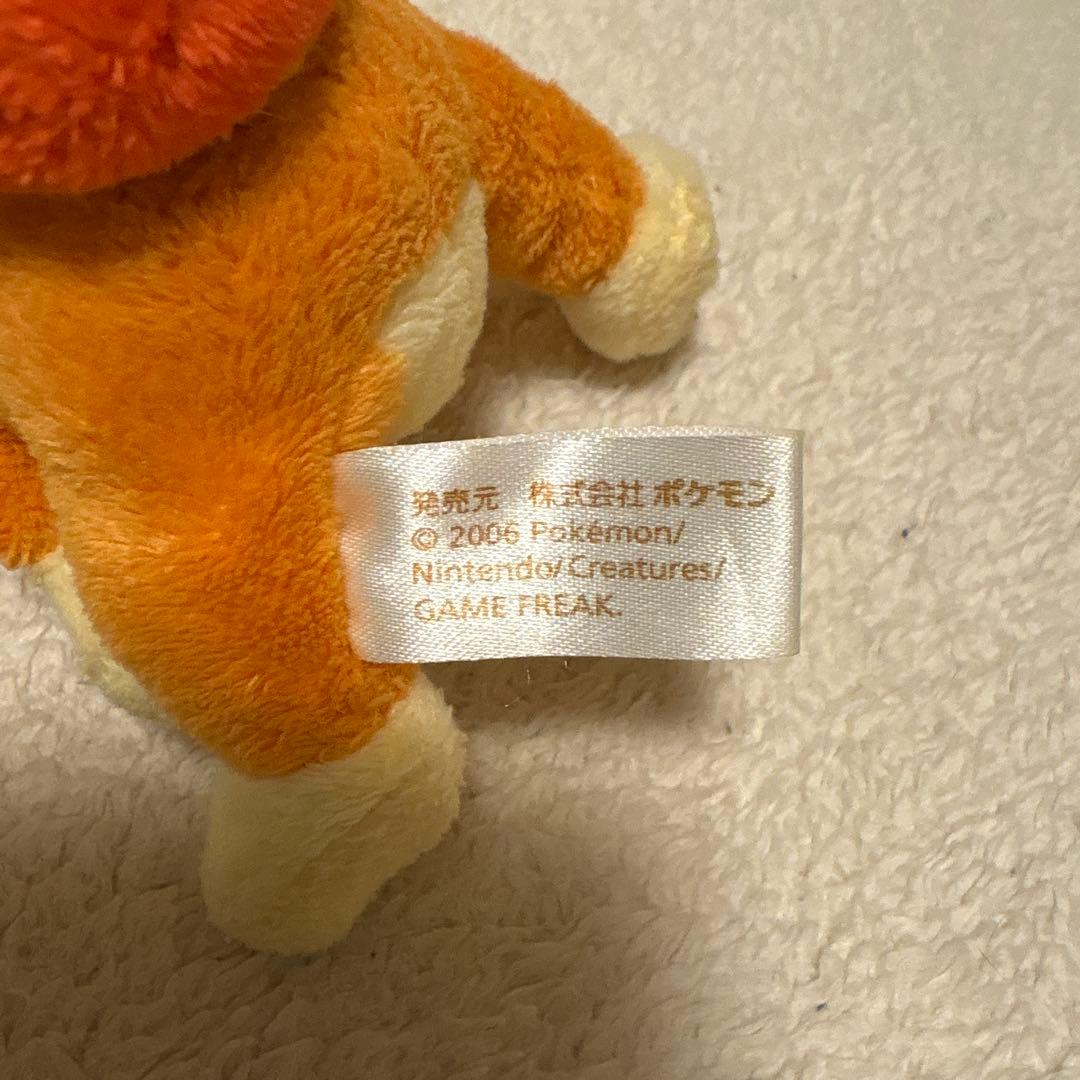 発売元　株式会社 ポケモン
© 2006 Pokémon/
Nintendo/Creatures/
GAME FREAK.